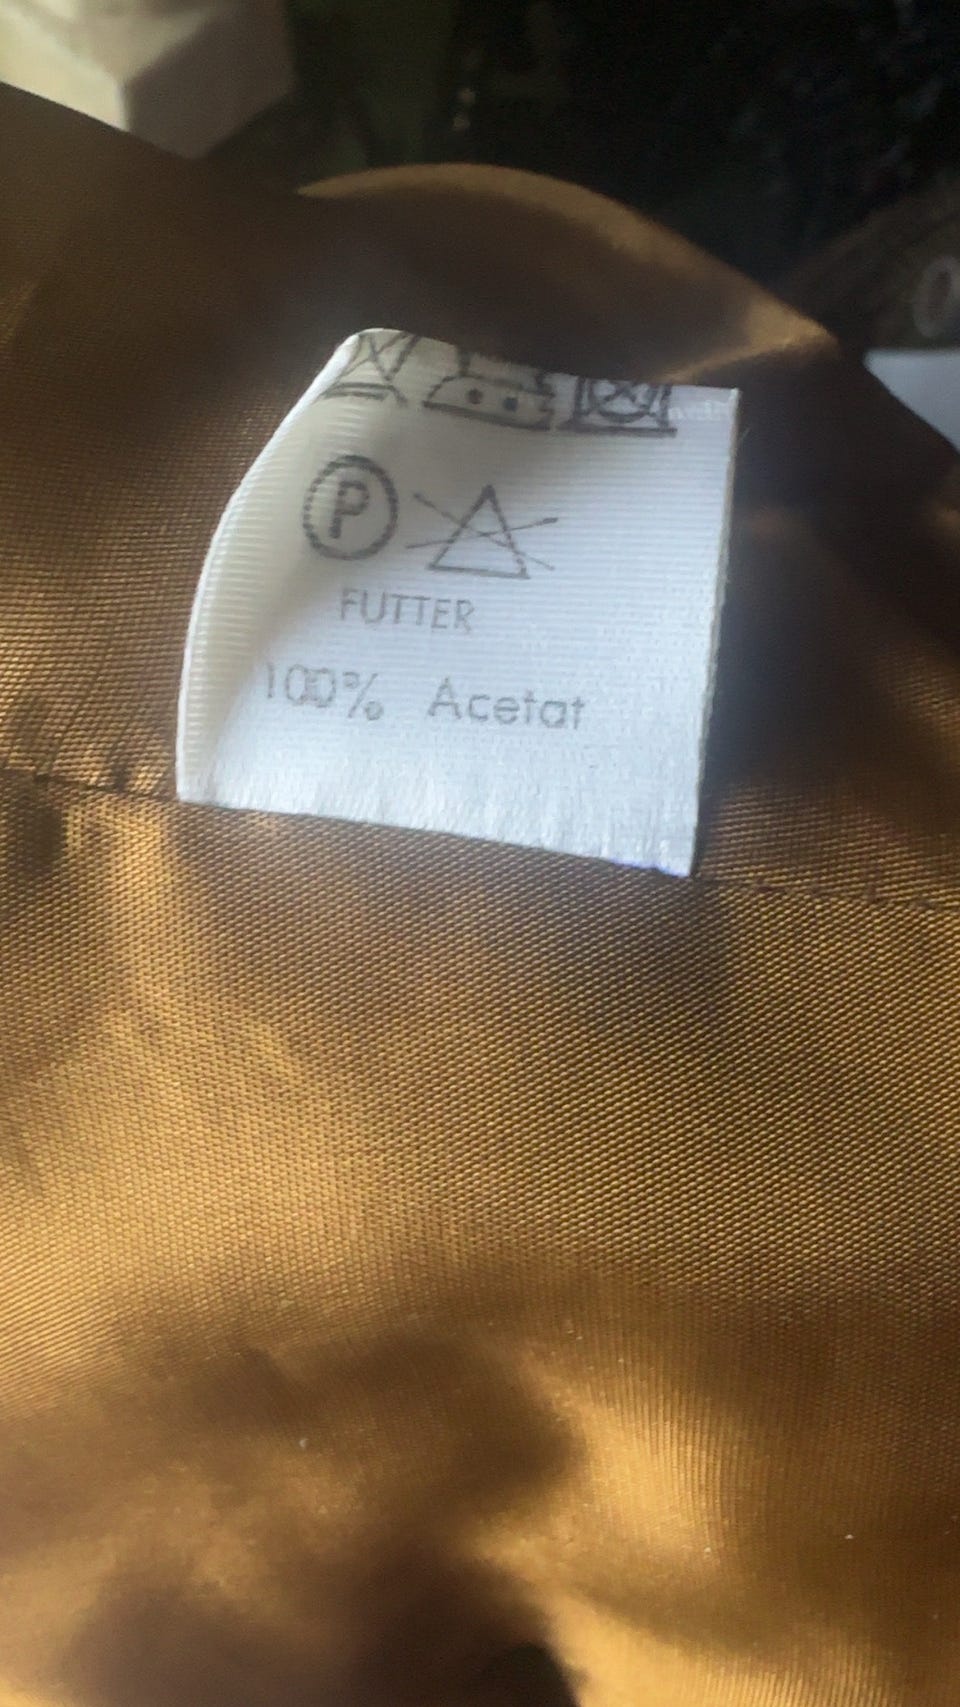 P
FUTTER
100% Acetat